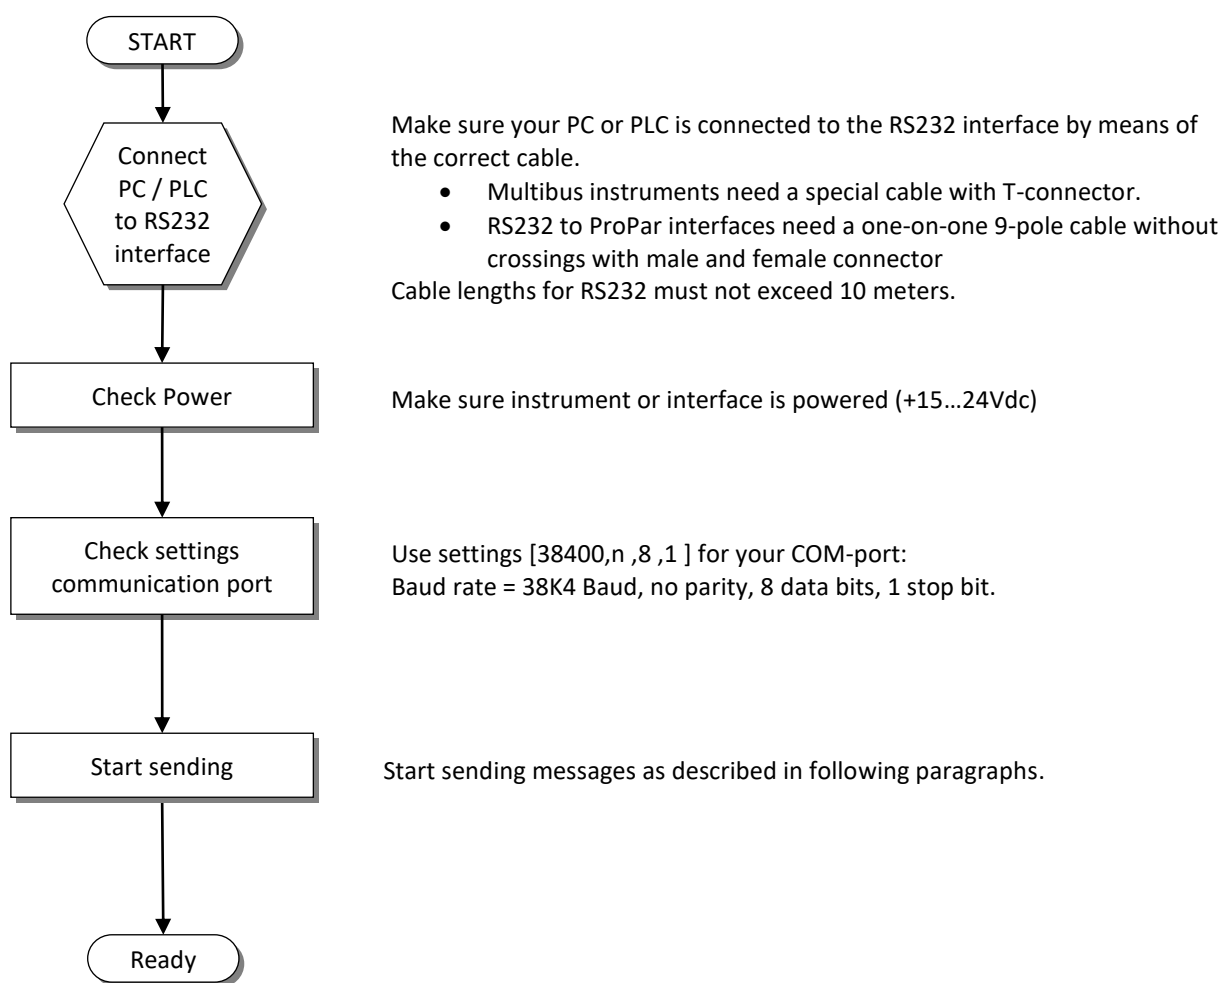 START
Connect
PC / PLC
to RS232
interface
Make sure your PC or PLC is connected to the RS232 interface by means of
the correct cable.
• Multibus instruments need a special cable with T-connector.
• RS232 to ProPar interfaces need a one-on-one 9-pole cable without
crossings with male and female connector
Cable lengths for RS232 must not exceed 10 meters.
Check Power
Make sure instrument or interface is powered (+15…24Vdc)
Check settings
communication port
Use settings [38400,n ,8 ,1 ] for your COM-port:
Baud rate = 38K4 Baud, no parity, 8 data bits, 1 stop bit.
Start sending
Start sending messages as described in following paragraphs.
Ready